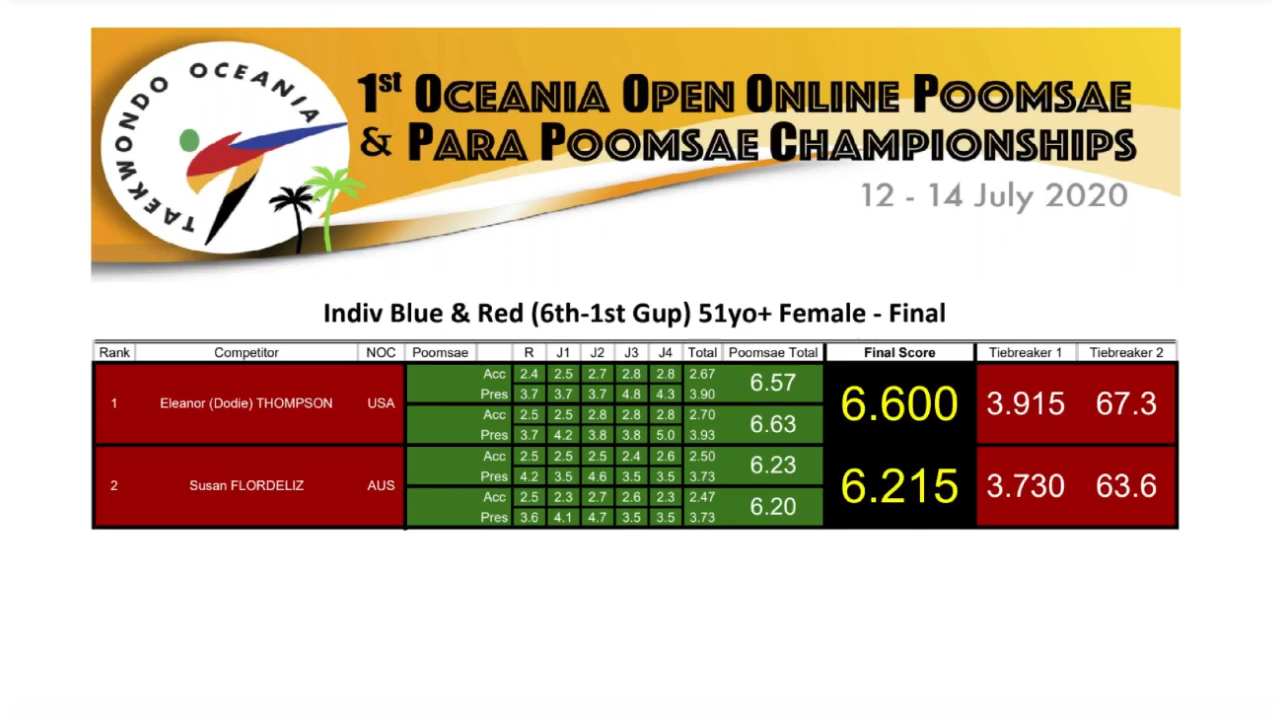 TAEKWONDO OCEANIA
1st OCEANIA OPEN ONLINE POOMSAE
& PARA POOMSAE CHAMPIONSHIPS
12 - 14 July 2020
Indiv Blue & Red (6th-1st Gup) 51yo+ Female - Final
Rank Competitor NOC Poomsae R J1 J2 J3 J4 Total Poomsae Total Final Score Tiebreaker 1 Tiebreaker 2
1 Eleanor (Dodie) THOMPSON USA 6.600 3.915 67.3
Acc 2.4 2.5 2.7 2.8 2.8 2.67 6.57
Pres 3.7 3.7 3.7 4.8 4.3 3.90
Acc 2.5 2.5 2.8 2.8 2.8 2.70 6.63
Pres 3.7 4.2 3.8 3.8 5.0 3.93
2 Susan FLORDELIZ AUS 6.215 3.730 63.6
Acc 2.5 2.5 2.5 2.4 2.6 2.50 6.23
Pres 4.2 3.5 4.6 3.5 3.5 3.73
Acc 2.5 2.3 2.7 2.6 2.3 2.47 6.20
Pres 3.6 4.1 4.7 3.5 3.5 3.73